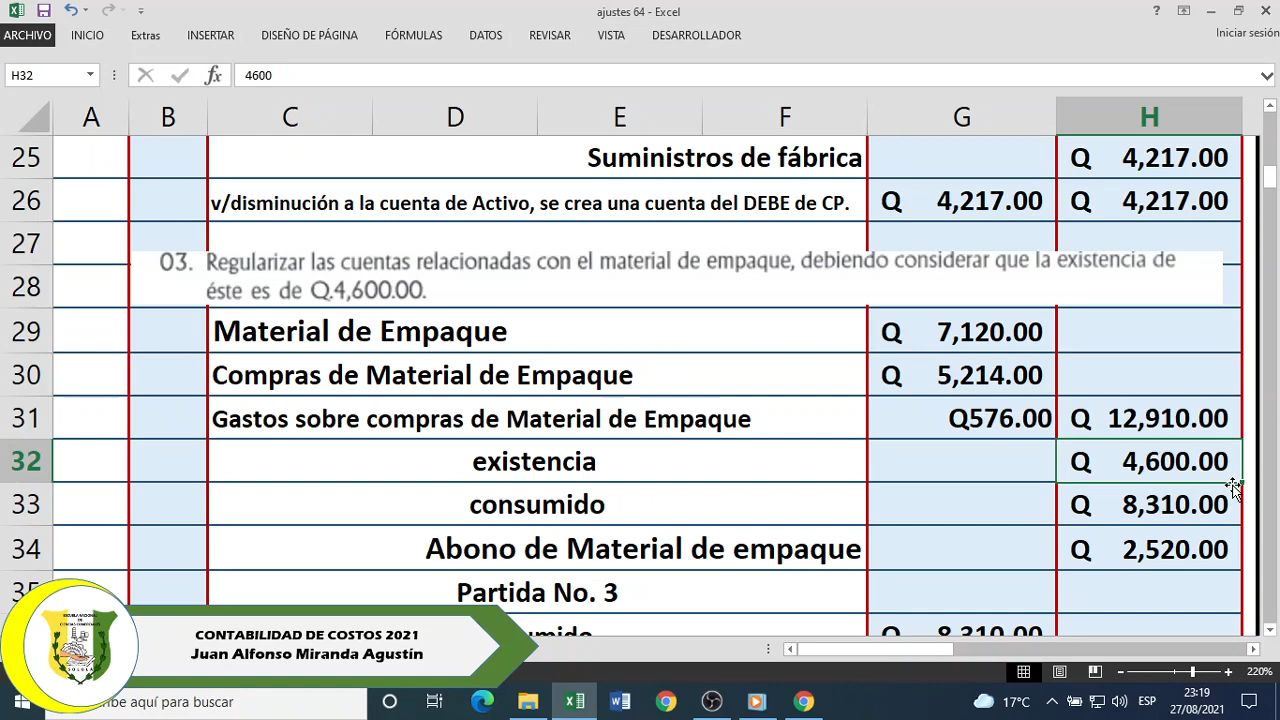 ajustes 64 - Excel
ARCHIVO INICIO Extras INSERTAR DISEÑO DE PÁGINA FÓRMULAS DATOS REVISAR VISTA DESARROLLADOR Iniciar sesión
H32 fx 4600
A B C D E F G H
25 Suministros de fábrica Q 4,217.00
26 v/disminución a la cuenta de Activo, se crea una cuenta del DEBE de CP. Q 4,217.00 Q 4,217.00
27
03. Regularizar las cuentas relacionadas con el material de empaque, debiendo considerar que la existencia de
28 éste es de Q.4,600.00.
29 Material de Empaque Q 7,120.00
30 Compras de Material de Empaque Q 5,214.00
31 Gastos sobre compras de Material de Empaque Q576.00 Q 12,910.00
32 existencia Q 4,600.00
33 consumido Q 8,310.00
34 Abono de Material de empaque Q 2,520.00
35 Partida No. 3
Q 8,310.00
CONTABILIDAD DE COSTOS 2021
Juan Alfonso Miranda Agustín
220%
aquí para buscar
17°C ESP 23:19
27/08/2021